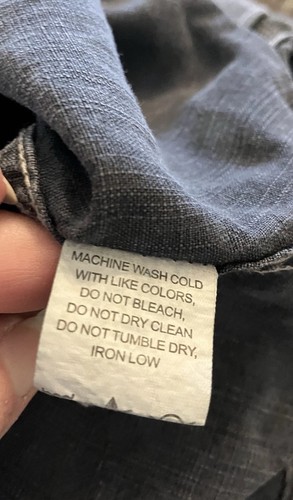 MACHINE WASH COLD
WITH LIKE COLORS,
DO NOT BLEACH,
DO NOT DRY CLEAN
DO NOT TUMBLE DRY,
IRON LOW